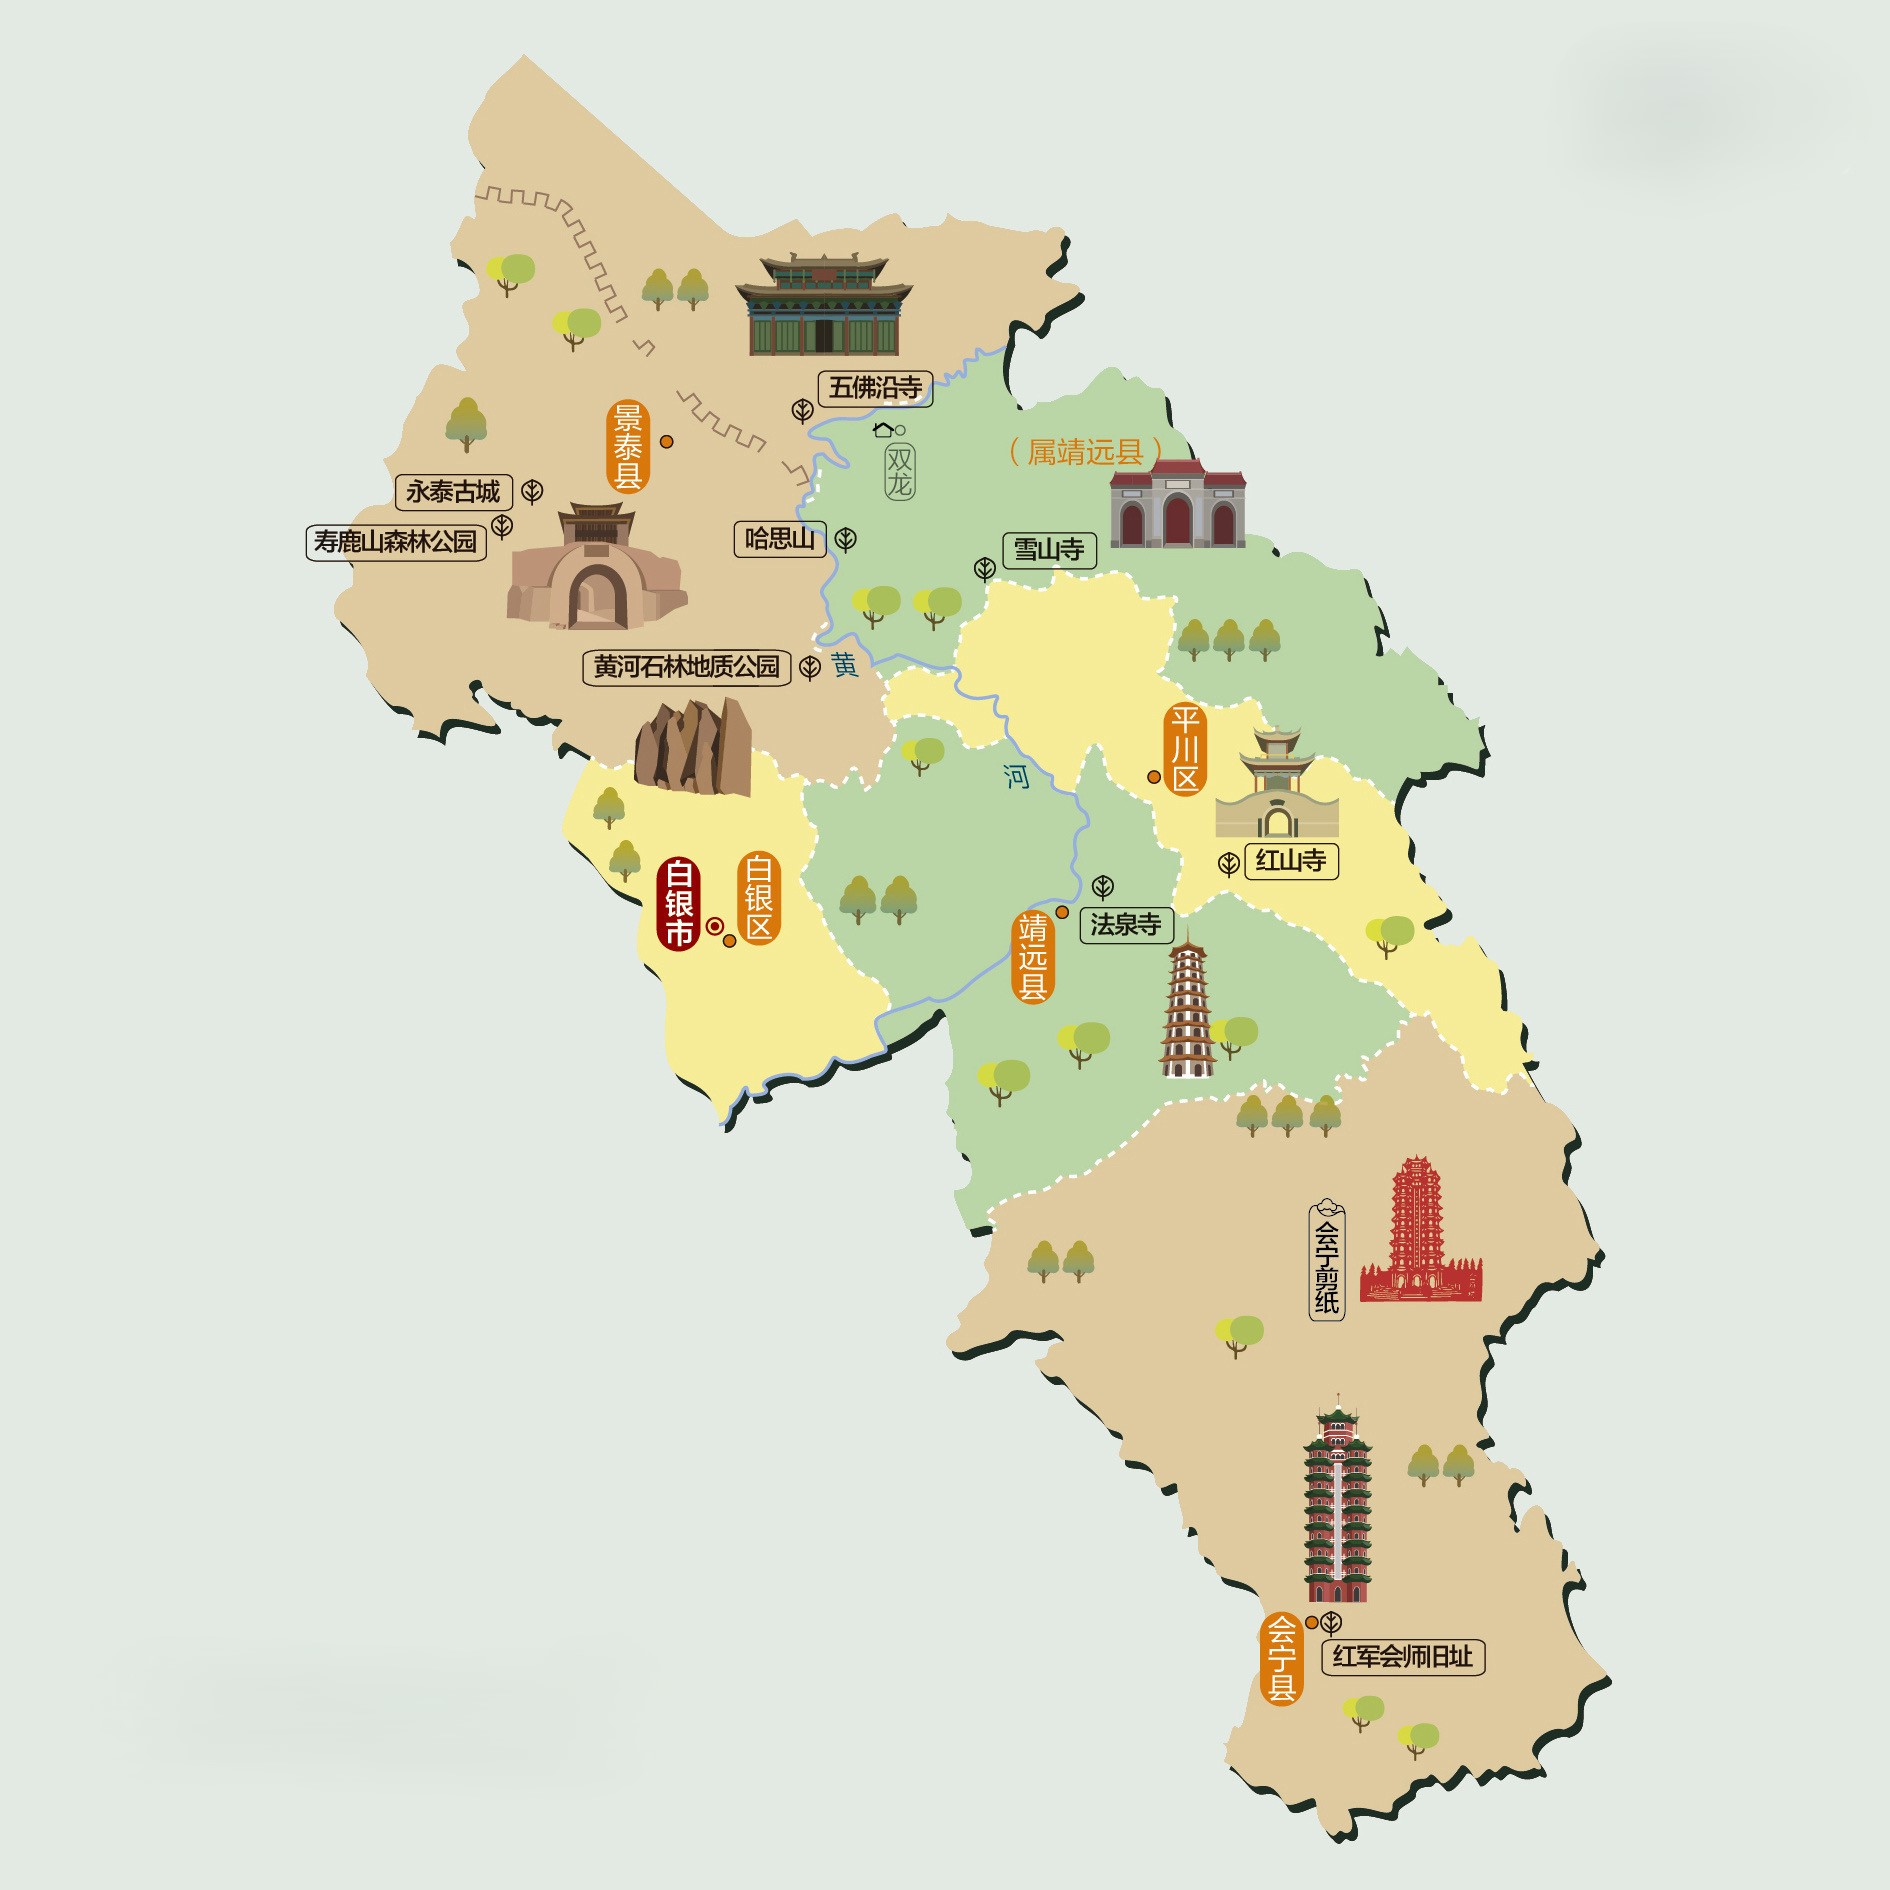 五佛沿寺
景泰县
双龙
（属靖远县）
永泰古城
寿鹿山森林公园
哈思山
雪山寺
黄河石林地质公园
黄
平川区
河
红山寺
白银市
白银区
靖远县
法泉寺
会宁剪纸
会宁县
红军会师旧址